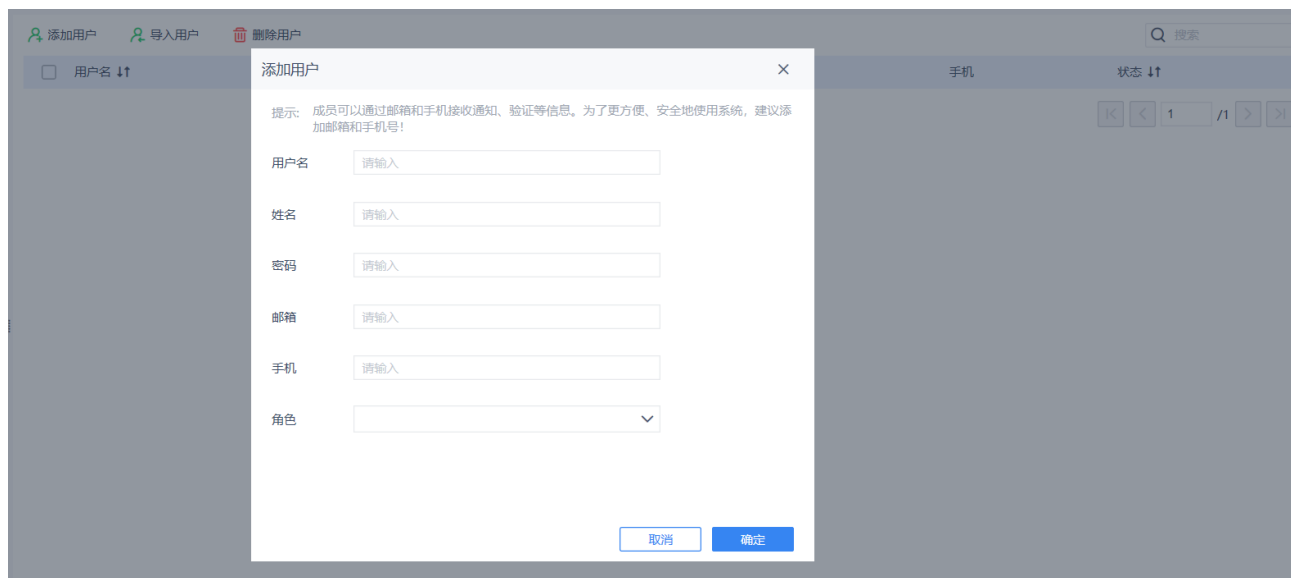 添加用户 导入用户 删除用户 搜索
用户名 手机 状态
添加用户
提示: 成员可以通过邮箱和手机接收通知、验证等信息。为了更方便、安全地使用系统，建议添
加邮箱和手机号！
1 /1
用户名 请输入
姓名 请输入
密码 请输入
邮箱 请输入
手机 请输入
角色
取消 确定